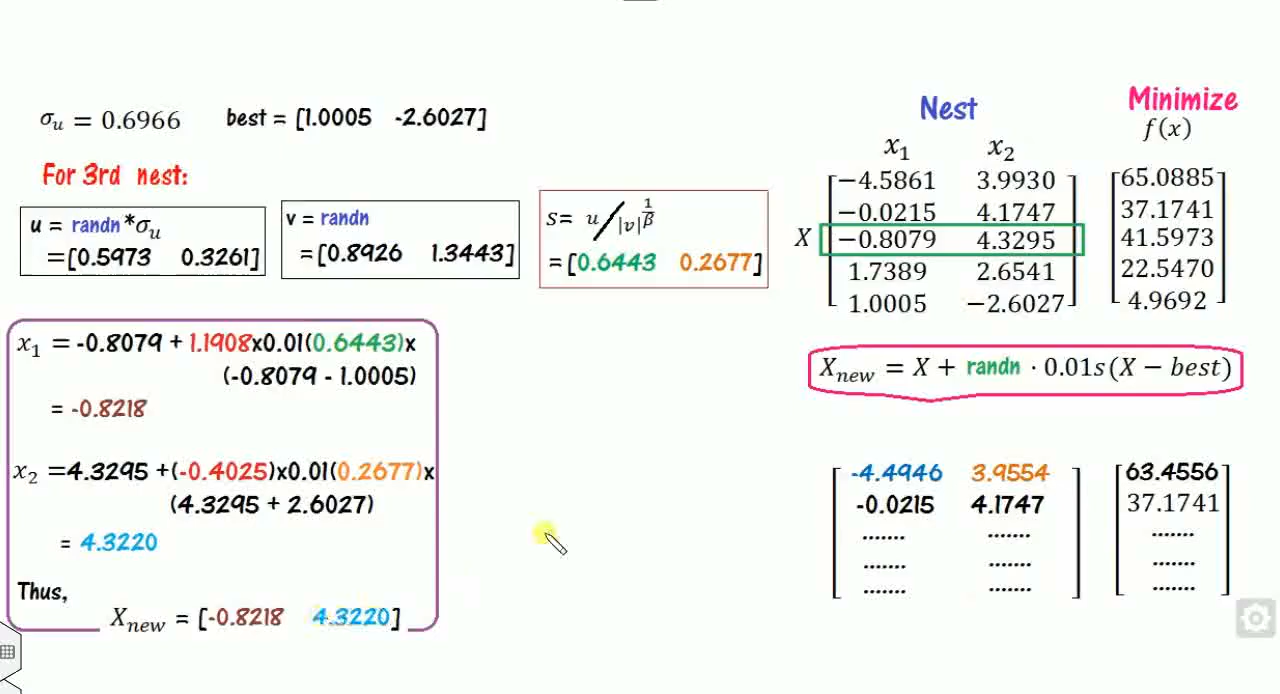 σu = 0.6966 best = [1.0005 -2.6027]
For 3rd nest:
u = randn*σu
=[0.5973 0.3261]
v = randn
=[0.8926 1.3443]
S= u/|v|^(1/β)
=[0.6443 0.2677]
x1 = -0.8079 + 1.1908x0.01(0.6443)x
(-0.8079 - 1.0005)
= -0.8218
x2 =4.3295 +(-0.4025)x0.01(0.2677)x
(4.3295 + 2.6027)
= 4.3220
Thus,
Xnew = [-0.8218 4.3220]
Nest
Minimize
f(x)
x1 x2
−4.5861 3.9930 65.0885
−0.0215 4.1747 37.1741
X −0.8079 4.3295 41.5973
1.7389 2.6541 22.5470
1.0005 −2.6027 4.9692
Xnew = X + randn · 0.01s(X − best)
-4.4946 3.9554 63.4556
-0.0215 4.1747 37.1741
....... ....... .......
....... ....... .......
....... ....... .......